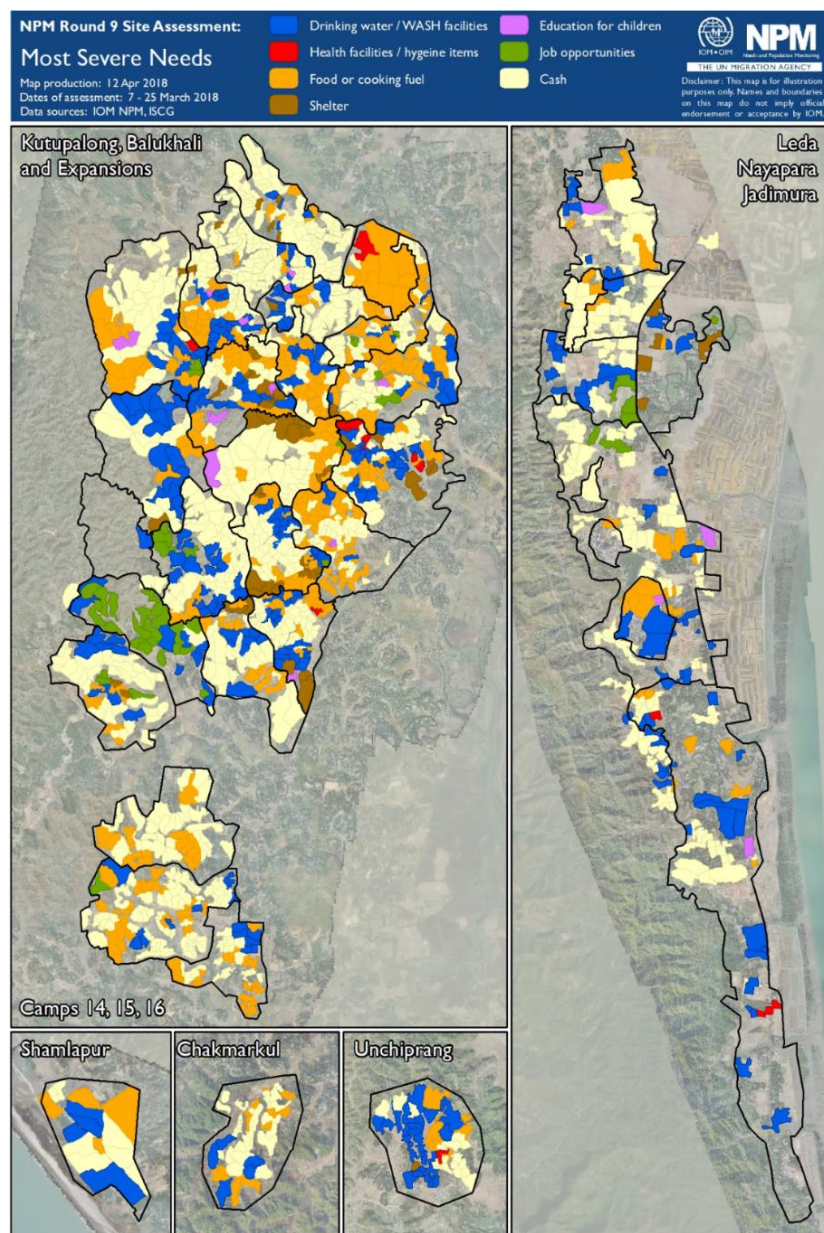 NPM Round 9 Site Assessment:
Most Severe Needs
Map production: 12 Apr 2018
Dates of assessment: 7 - 25 March 2018
Data sources: IOM NPM, ISCG
Drinking water / WASH facilities
Health facilities / hygeine items
Food or cooking fuel
Shelter
Education for children
Job opportunities
Cash
IOM • OIM
NPM
Needs and Population Monitoring
THE UN MIGRATION AGENCY
Disclaimer: This map is for illustration
purposes only. Names and boundaries
on this map do not imply official
endorsement or acceptance by IOM.
Kutupalong, Balukhali
and Expansions
Leda
Nayapara
Jadimura
Camps 14, 15, 16
Shamlapur
Chakmarkul
Unchiprang